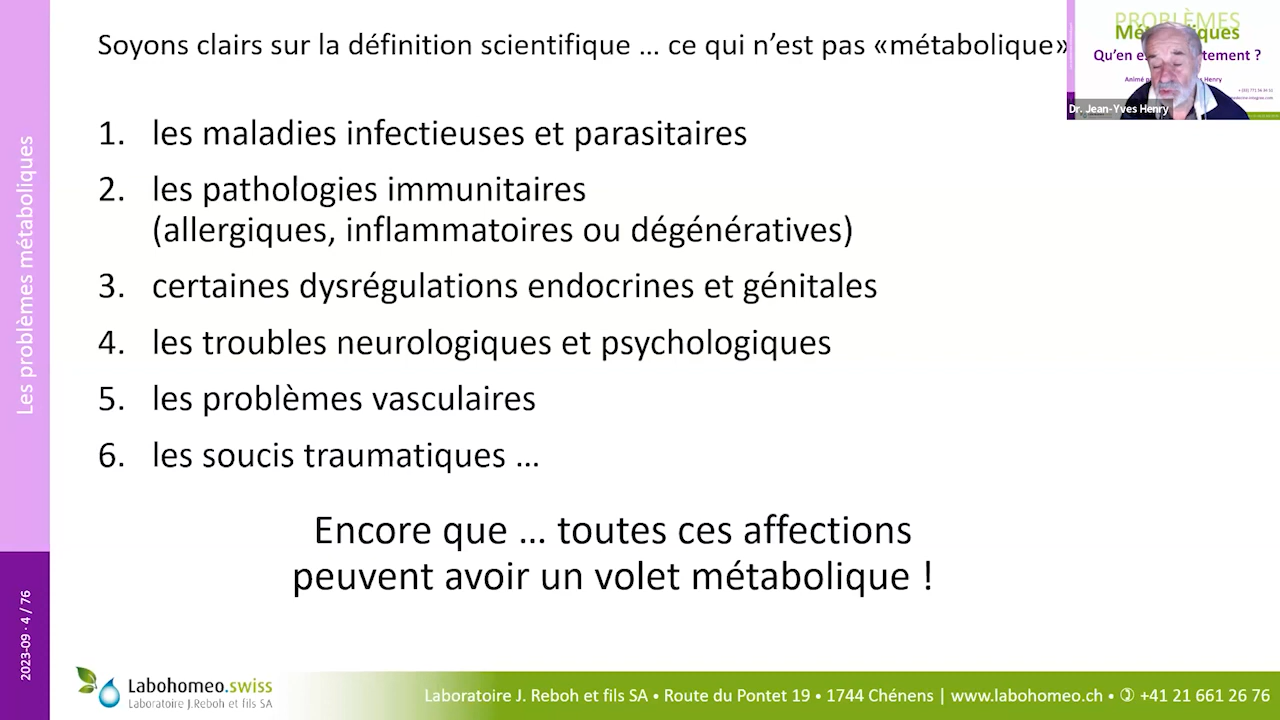 Soyons clairs sur la définition scientifique ... ce qui n'est pas «métabolique»
1. les maladies infectieuses et parasitaires
2. les pathologies immunitaires
(allergiques, inflammatoires ou dégénératives)
3. certaines dysrégulations endocrines et génitales
4. les troubles neurologiques et psychologiques
5. les problèmes vasculaires
6. les soucis traumatiques ...
Encore que ... toutes ces affections
peuvent avoir un volet métabolique !
Les problèmes métaboliques
2023-09 · 4 / 76
Labohomeo.swiss
Laboratoire J.Reboh et fils SA
Laboratoire J. Reboh et fils SA • Route du Pontet 19 • 1744 Chénens | www.labohomeo.ch • ✆ +41 21 661 26 76
PROBLÈMES
Qu'en
?
Dr. Jean-Yves Henry